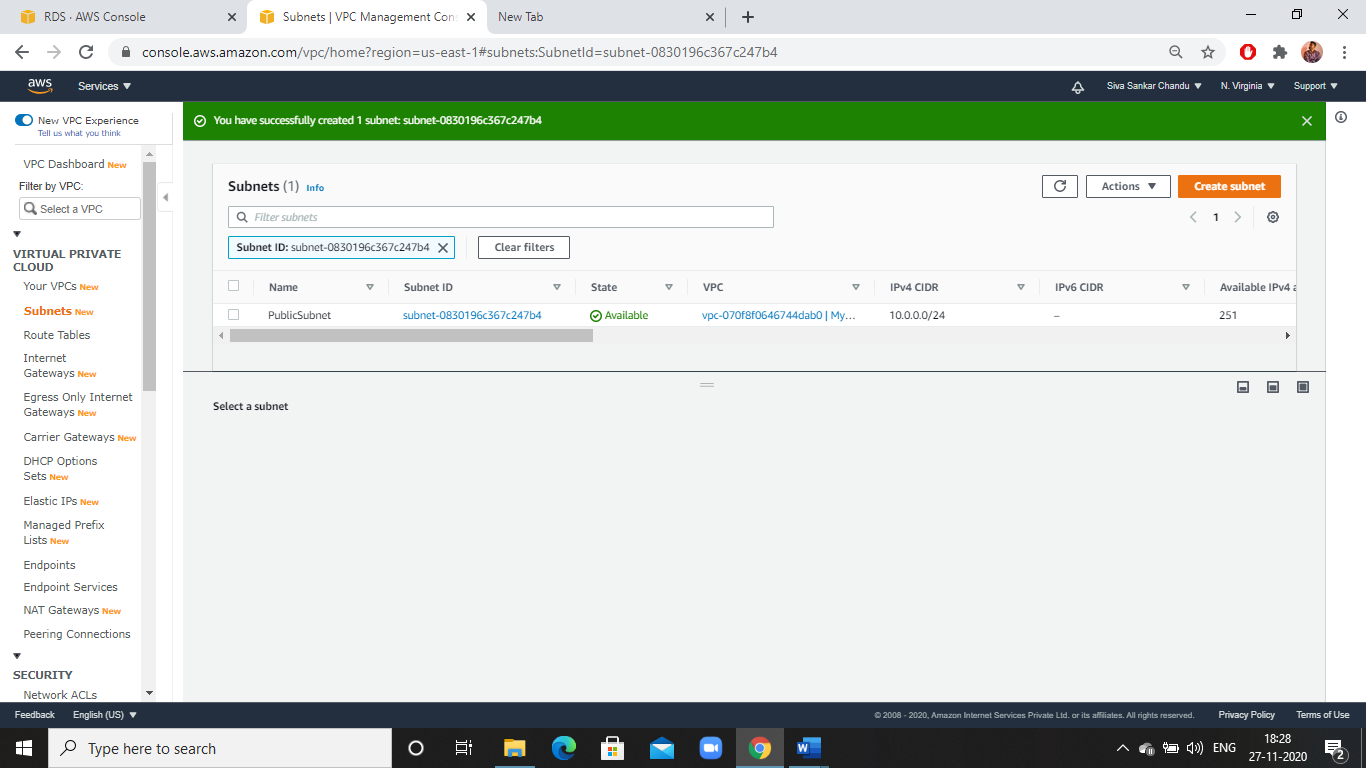 RDS · AWS Console
Subnets | VPC Management Con
New Tab
console.aws.amazon.com/vpc/home?region=us-east-1#subnets:SubnetId=subnet-0830196c367c247b4
aws
Services
Siva Sankar Chandu
N. Virginia
Support
New VPC Experience
Tell us what you think
VPC Dashboard New
Filter by VPC:
Select a VPC
VIRTUAL PRIVATE
CLOUD
Your VPCs New
Subnets New
Route Tables
Internet
Gateways New
Egress Only Internet
Gateways New
Carrier Gateways New
DHCP Options
Sets New
Elastic IPs New
Managed Prefix
Lists New
Endpoints
Endpoint Services
NAT Gateways New
Peering Connections
SECURITY
Network ACLs
You have successfully created 1 subnet: subnet-0830196c367c247b4
Subnets (1) Info
Actions
Create subnet
Filter subnets
1
Subnet ID: subnet-0830196c367c247b4
Clear filters
Name Subnet ID State VPC IPv4 CIDR IPv6 CIDR Available IPv4 a
PublicSubnet subnet-0830196c367c247b4 Available vpc-070f8f0646744dab0 | My... 10.0.0.0/24 – 251
Select a subnet
Feedback
English (US)
© 2008 - 2020, Amazon Internet Services Private Ltd. or its affiliates. All rights reserved.
Privacy Policy
Terms of Use
Type here to search
ENG
18:28
27-11-2020
2